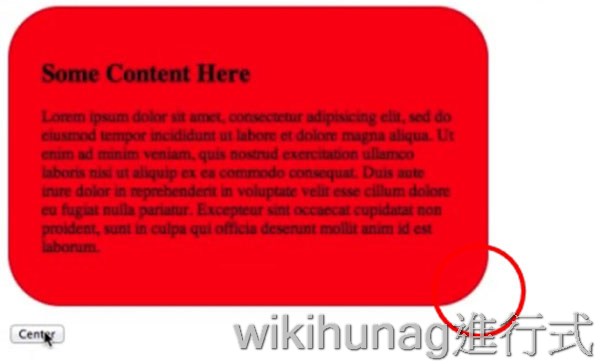 Some Content Here
Lorem ipsum dolor sit amet, consectetur adipisicing elit, sed do
eiusmod tempor incididunt ut labore et dolore magna aliqua. Ut
enim ad minim veniam, quis nostrud exercitation ullamco
laboris nisi ut aliquip ex ea commodo consequat. Duis aute
irure dolor in reprehenderit in voluptate velit esse cillum dolore
eu fugiat nulla pariatur. Excepteur sint occaecat cupidatat non
proident, sunt in culpa qui officia deserunt mollit anim id est
laborum.
Center
wikihunag進行式